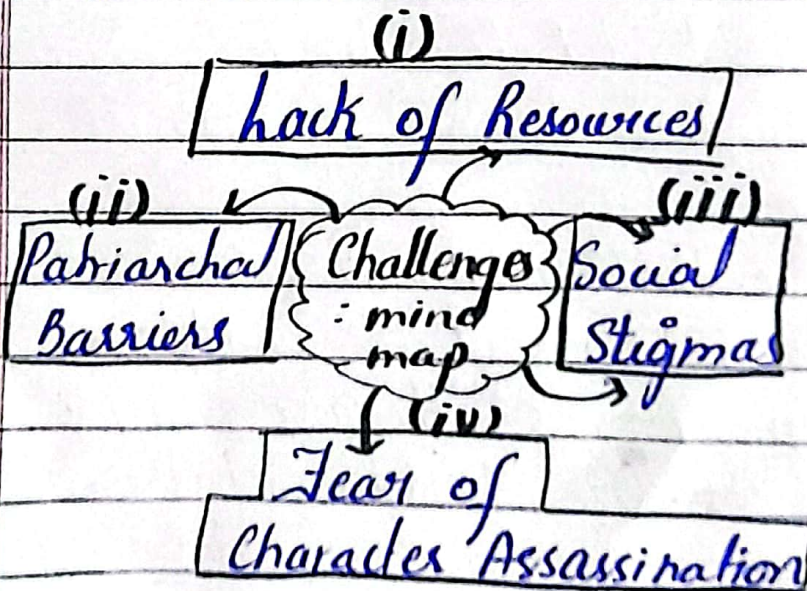 (i)
Lack of Resources
(ii)
Patriarchal
Barriers
Challenges
: mind
map
(iii)
Social
Stigmas
(iv)
Fear of
Character Assassination